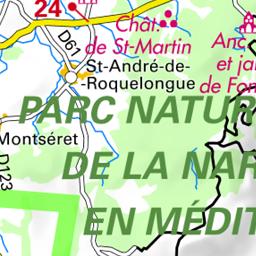 24
Chât.
de St-Martin
D61
Anc.
et jar
de Fon
St-André-de-
-Roquelongue
PARC NATUR
Montséret
DE LA NAR
D123
EN MÉDIT